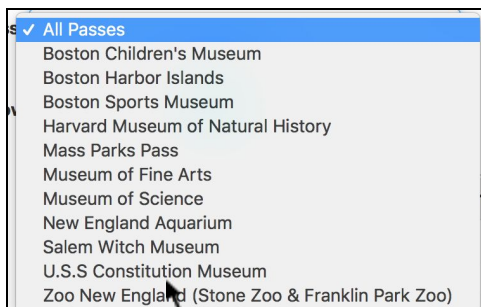 ✓ All Passes
Boston Children's Museum
Boston Harbor Islands
Boston Sports Museum
Harvard Museum of Natural History
Mass Parks Pass
Museum of Fine Arts
Museum of Science
New England Aquarium
Salem Witch Museum
U.S.S Constitution Museum
Zoo New England (Stone Zoo & Franklin Park Zoo)